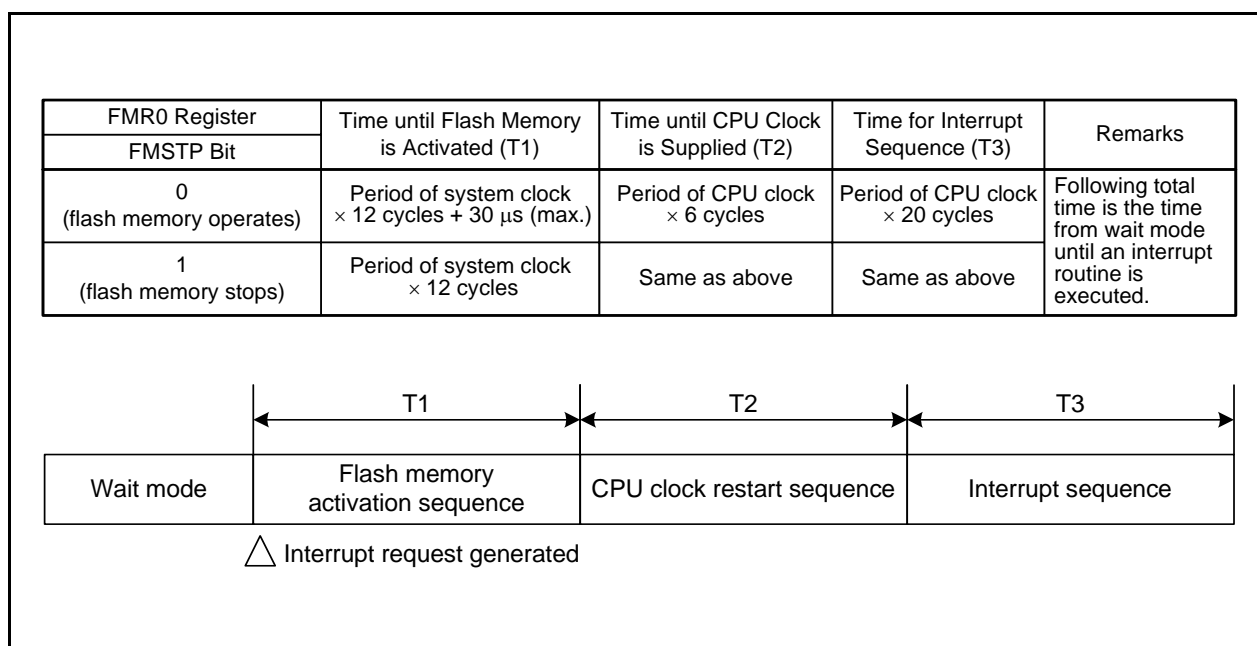 FMR0 Register
FMSTP Bit
Time until Flash Memory
is Activated (T1)
Time until CPU Clock
is Supplied (T2)
Time for Interrupt
Sequence (T3)
Remarks
0
(flash memory operates)
Period of system clock
× 12 cycles + 30 μs (max.)
Period of CPU clock
× 6 cycles
Period of CPU clock
× 20 cycles
Following total
time is the time
from wait mode
until an interrupt
routine is
executed.
1
(flash memory stops)
Period of system clock
× 12 cycles
Same as above
Same as above
T1
T2
T3
Wait mode
Flash memory
activation sequence
CPU clock restart sequence
Interrupt sequence
Interrupt request generated